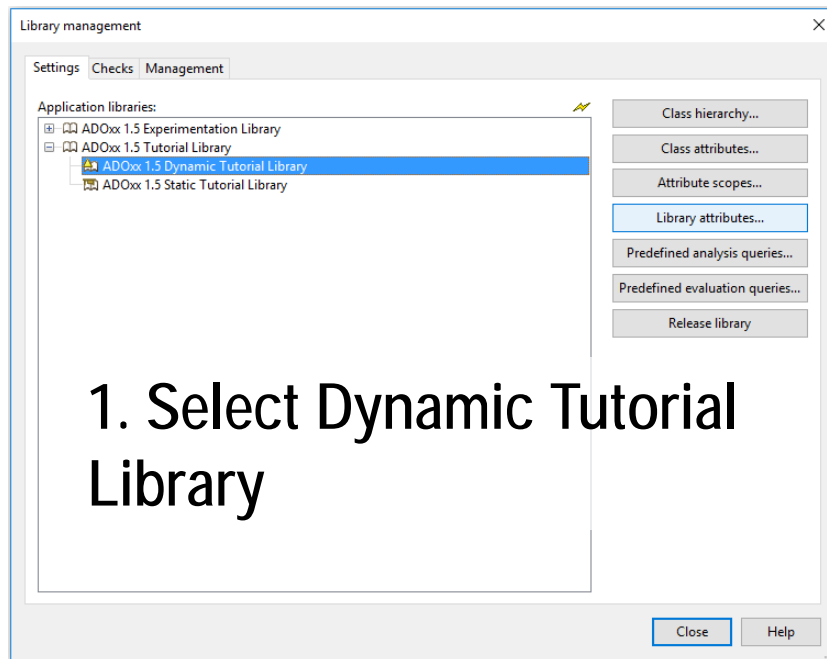 Library management
Settings Checks Management
Application libraries:
ADOxx 1.5 Experimentation Library
ADOxx 1.5 Tutorial Library
ADOxx 1.5 Dynamic Tutorial Library
ADOxx 1.5 Static Tutorial Library
Class hierarchy...
Class attributes...
Attribute scopes...
Library attributes...
Predefined analysis queries...
Predefined evaluation queries...
Release library
1. Select Dynamic Tutorial
Library
Close Help